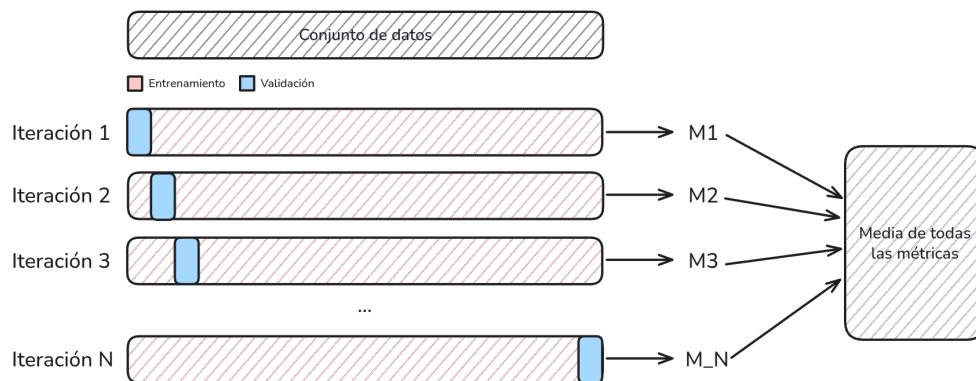 Conjunto de datos
Entrenamiento
Validación
Iteración 1
M1
Iteración 2
M2
Iteración 3
M3
Media de todas
las métricas
...
Iteración N
M_N